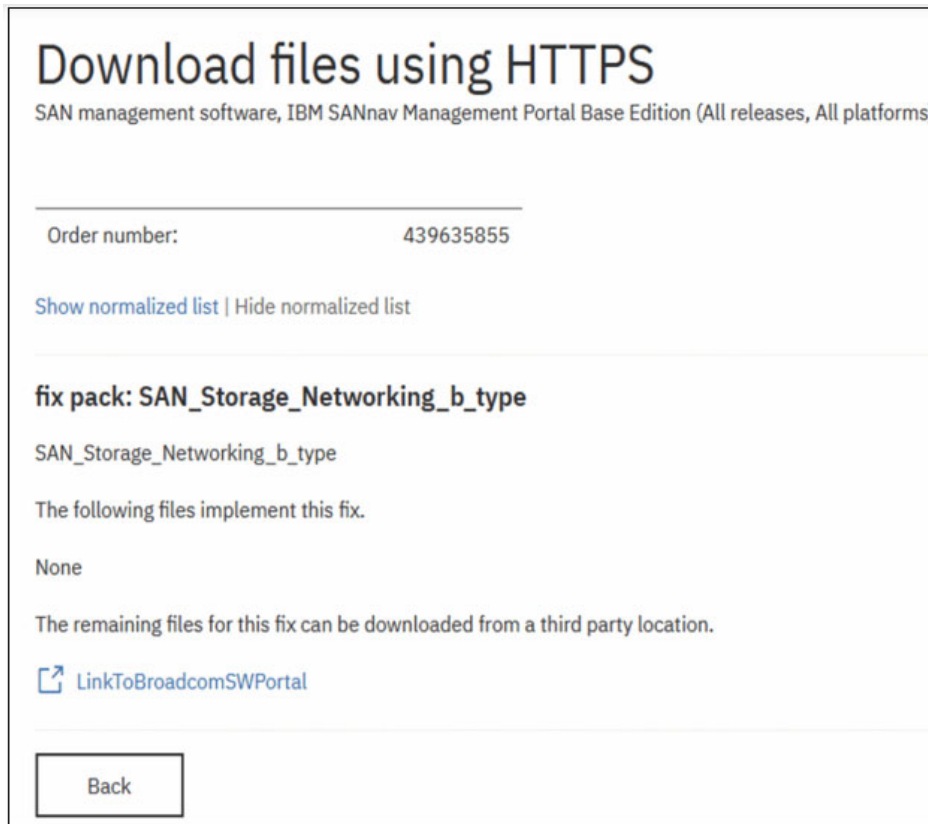 Download files using HTTPS
SAN management software, IBM SANnav Management Portal Base Edition (All releases, All platforms
Order number: 439635855
Show normalized list | Hide normalized list
fix pack: SAN_Storage_Networking_b_type
SAN_Storage_Networking_b_type
The following files implement this fix.
None
The remaining files for this fix can be downloaded from a third party location.
LinkToBroadcomSWPortal
Back